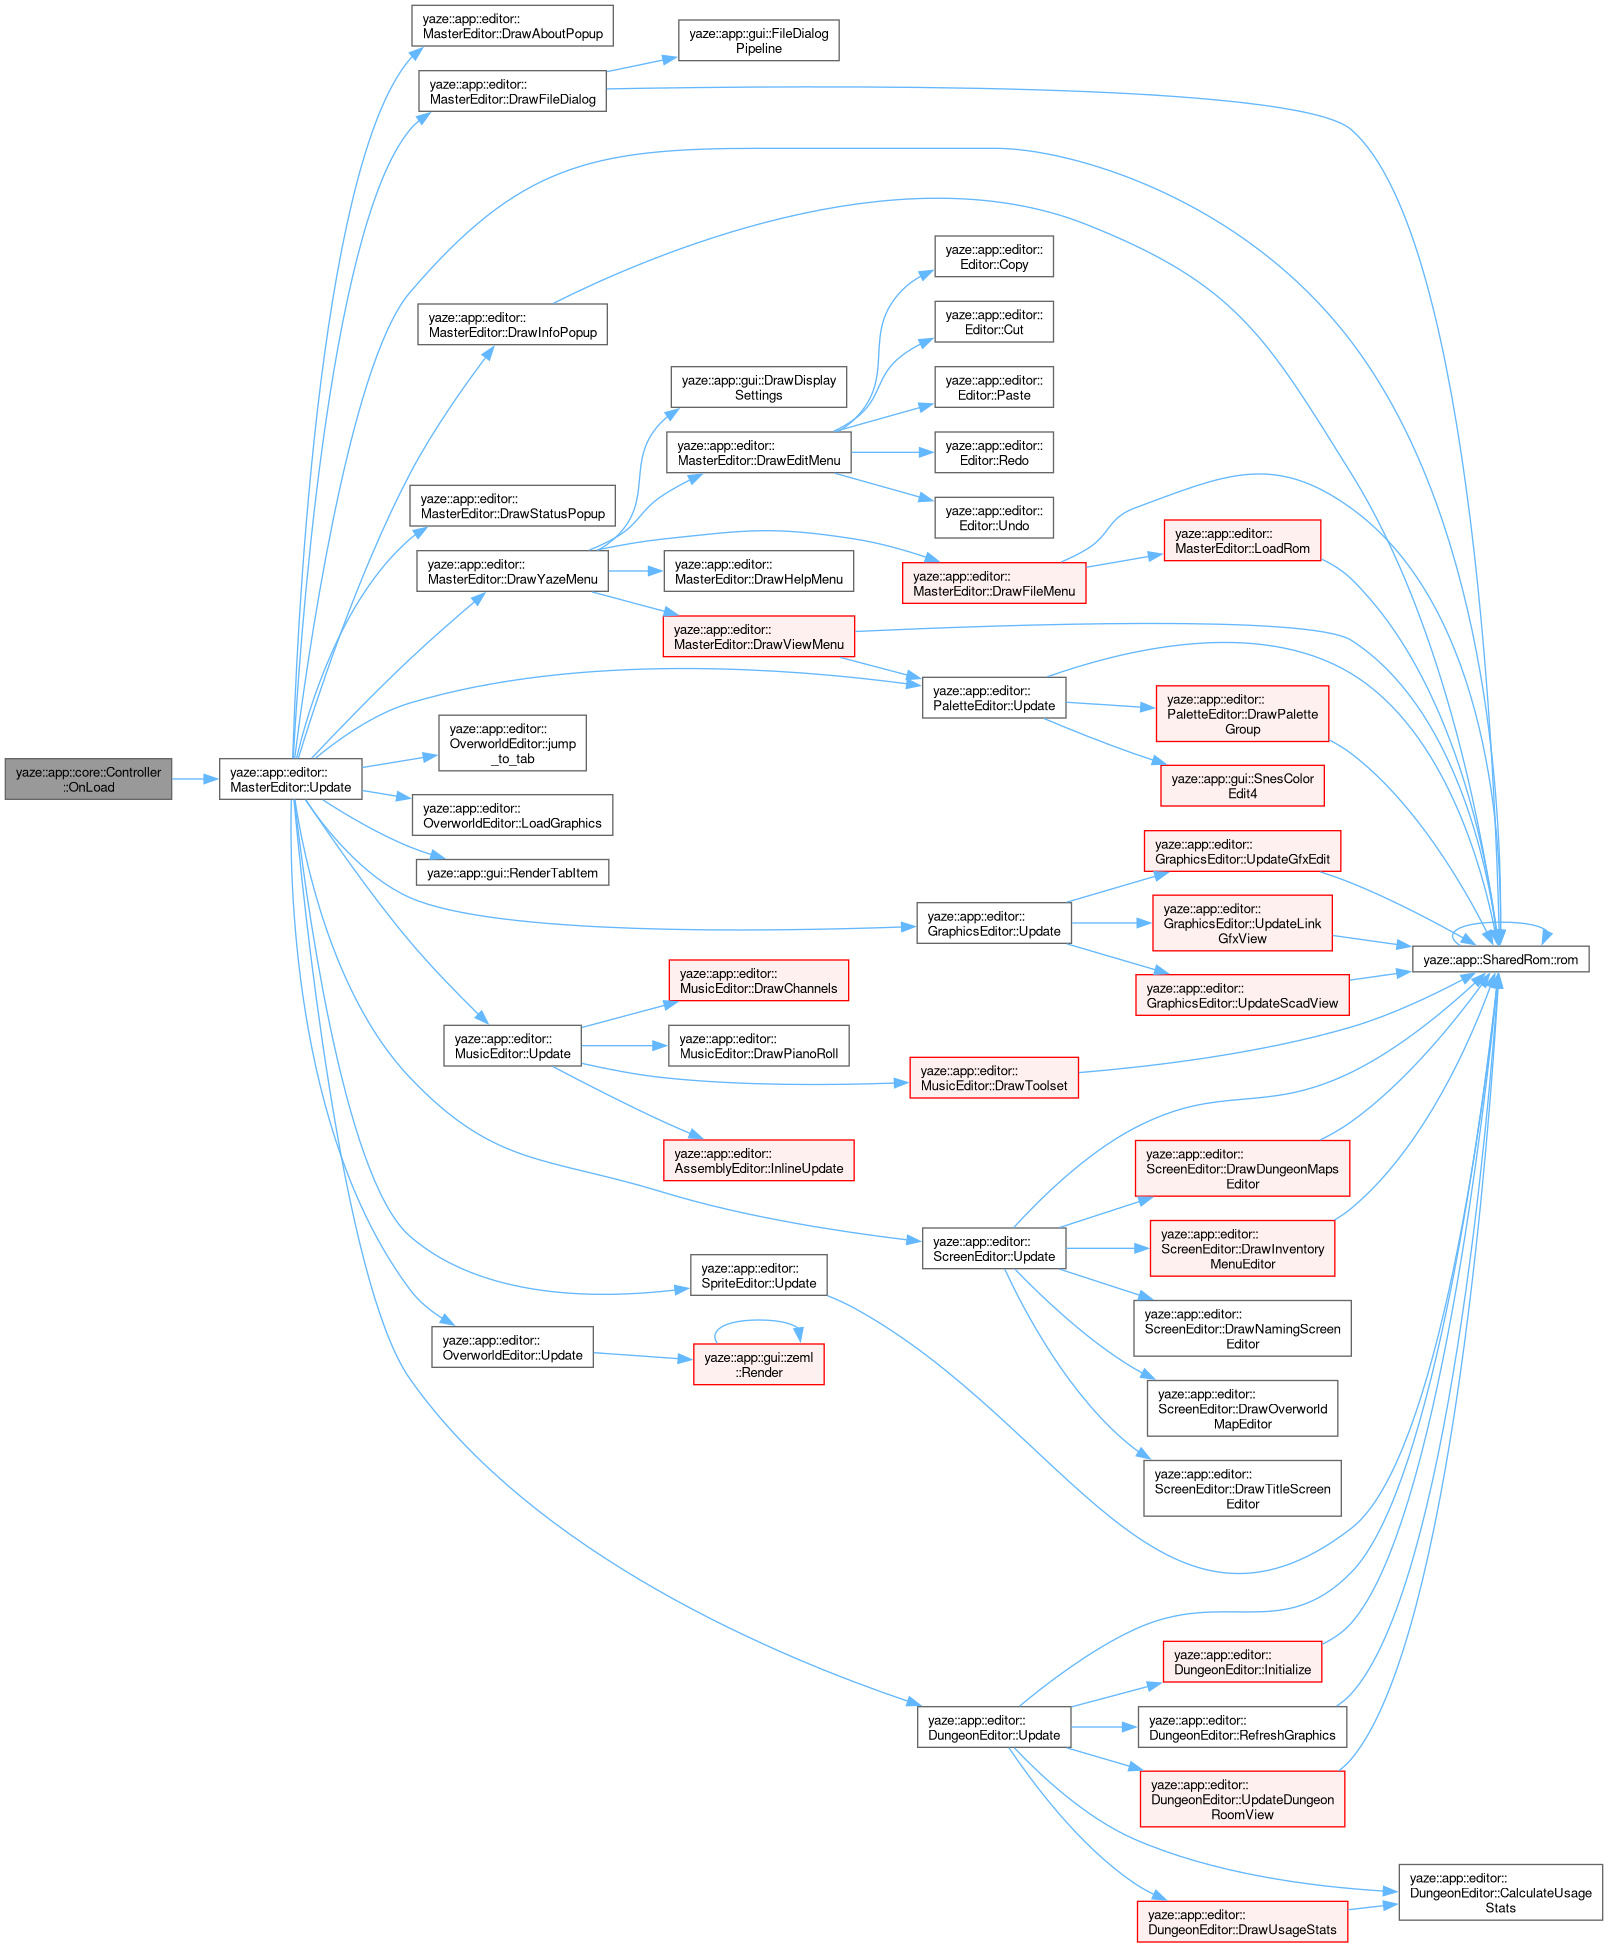 yaze::app::editor::
MasterEditor::DrawAboutPopup
yaze::app::gui::FileDialog
Pipeline
yaze::app::editor::
MasterEditor::DrawFileDialog
yaze::app::editor::
Editor::Copy
yaze::app::editor::
Editor::Cut
yaze::app::editor::
MasterEditor::DrawInfoPopup
yaze::app::gui::DrawDisplay
Settings
yaze::app::editor::
Editor::Paste
yaze::app::editor::
MasterEditor::DrawEditMenu
yaze::app::editor::
Editor::Redo
yaze::app::editor::
MasterEditor::DrawStatusPopup
yaze::app::editor::
Editor::Undo
yaze::app::editor::
MasterEditor::LoadRom
yaze::app::editor::
MasterEditor::DrawYazeMenu
yaze::app::editor::
MasterEditor::DrawHelpMenu
yaze::app::editor::
MasterEditor::DrawFileMenu
yaze::app::editor::
MasterEditor::DrawViewMenu
yaze::app::editor::
PaletteEditor::Update
yaze::app::editor::
PaletteEditor::DrawPalette
Group
yaze::app::editor::
OverworldEditor::jump
_to_tab
yaze::app::core::Controller
::OnLoad
yaze::app::editor::
MasterEditor::Update
yaze::app::gui::SnesColor
Edit4
yaze::app::editor::
OverworldEditor::LoadGraphics
yaze::app::gui::RenderTabItem
yaze::app::editor::
GraphicsEditor::UpdateGfxEdit
yaze::app::editor::
GraphicsEditor::Update
yaze::app::editor::
GraphicsEditor::UpdateLink
GfxView
yaze::app::SharedRom::rom
yaze::app::editor::
MusicEditor::DrawChannels
yaze::app::editor::
GraphicsEditor::UpdateScadView
yaze::app::editor::
MusicEditor::Update
yaze::app::editor::
MusicEditor::DrawPianoRoll
yaze::app::editor::
MusicEditor::DrawToolset
yaze::app::editor::
AssemblyEditor::InlineUpdate
yaze::app::editor::
ScreenEditor::DrawDungeonMaps
Editor
yaze::app::editor::
ScreenEditor::Update
yaze::app::editor::
ScreenEditor::DrawInventory
MenuEditor
yaze::app::editor::
SpriteEditor::Update
yaze::app::editor::
ScreenEditor::DrawNamingScreen
Editor
yaze::app::editor::
OverworldEditor::Update
yaze::app::gui::zeml
::Render
yaze::app::editor::
ScreenEditor::DrawOverworld
MapEditor
yaze::app::editor::
ScreenEditor::DrawTitleScreen
Editor
yaze::app::editor::
DungeonEditor::Initialize
yaze::app::editor::
DungeonEditor::Update
yaze::app::editor::
DungeonEditor::RefreshGraphics
yaze::app::editor::
DungeonEditor::UpdateDungeon
RoomView
yaze::app::editor::
DungeonEditor::CalculateUsage
Stats
yaze::app::editor::
DungeonEditor::DrawUsageStats